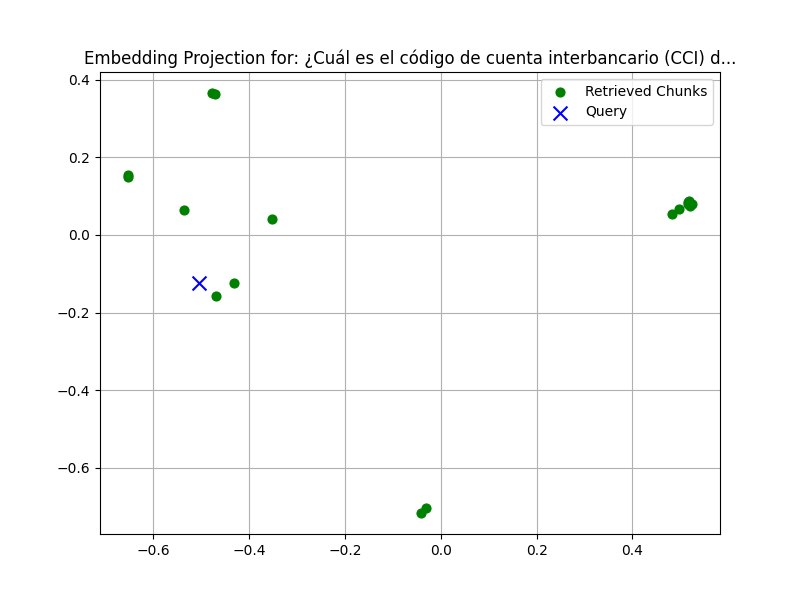 Embedding Projection for: ¿Cuál es el código de cuenta interbancario (CCI) d...
Retrieved Chunks
Query
0.4
0.2
0.0
−0.2
−0.4
−0.6
−0.6 −0.4 −0.2 0.0 0.2 0.4